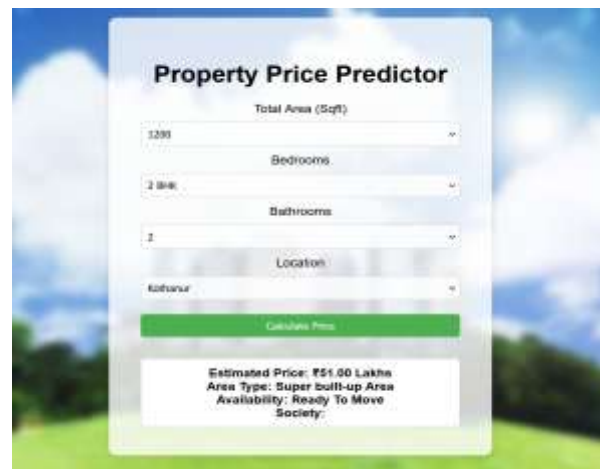 Property Price Predictor
Total Area (Sqft)
1200
Bedrooms
2 BHK
Bathrooms
2
Location
Kothanur
Calculate Price
Estimated Price: ₹51.00 Lakhs
Area Type: Super built-up Area
Availability: Ready To Move
Society: